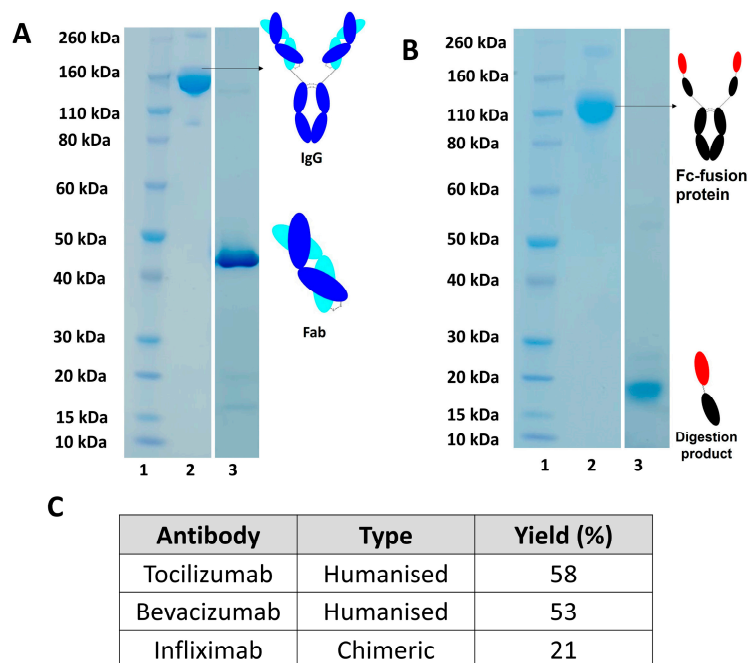 A
260 kDa
160 kDa
110 kDa
80 kDa
60 kDa
50 kDa
40 kDa
30 kDa
20 kDa
15 kDa
10 kDa
1 2 3
IgG
Fab
B
260 kDa
160 kDa
110 kDa
80 kDa
60 kDa
50 kDa
40 kDa
30 kDa
20 kDa
15 kDa
10 kDa
1 2 3
Fc-fusion
protein
Digestion
product
C
Antibody Type Yield (%)
Tocilizumab Humanised 58
Bevacizumab Humanised 53
Infliximab Chimeric 21